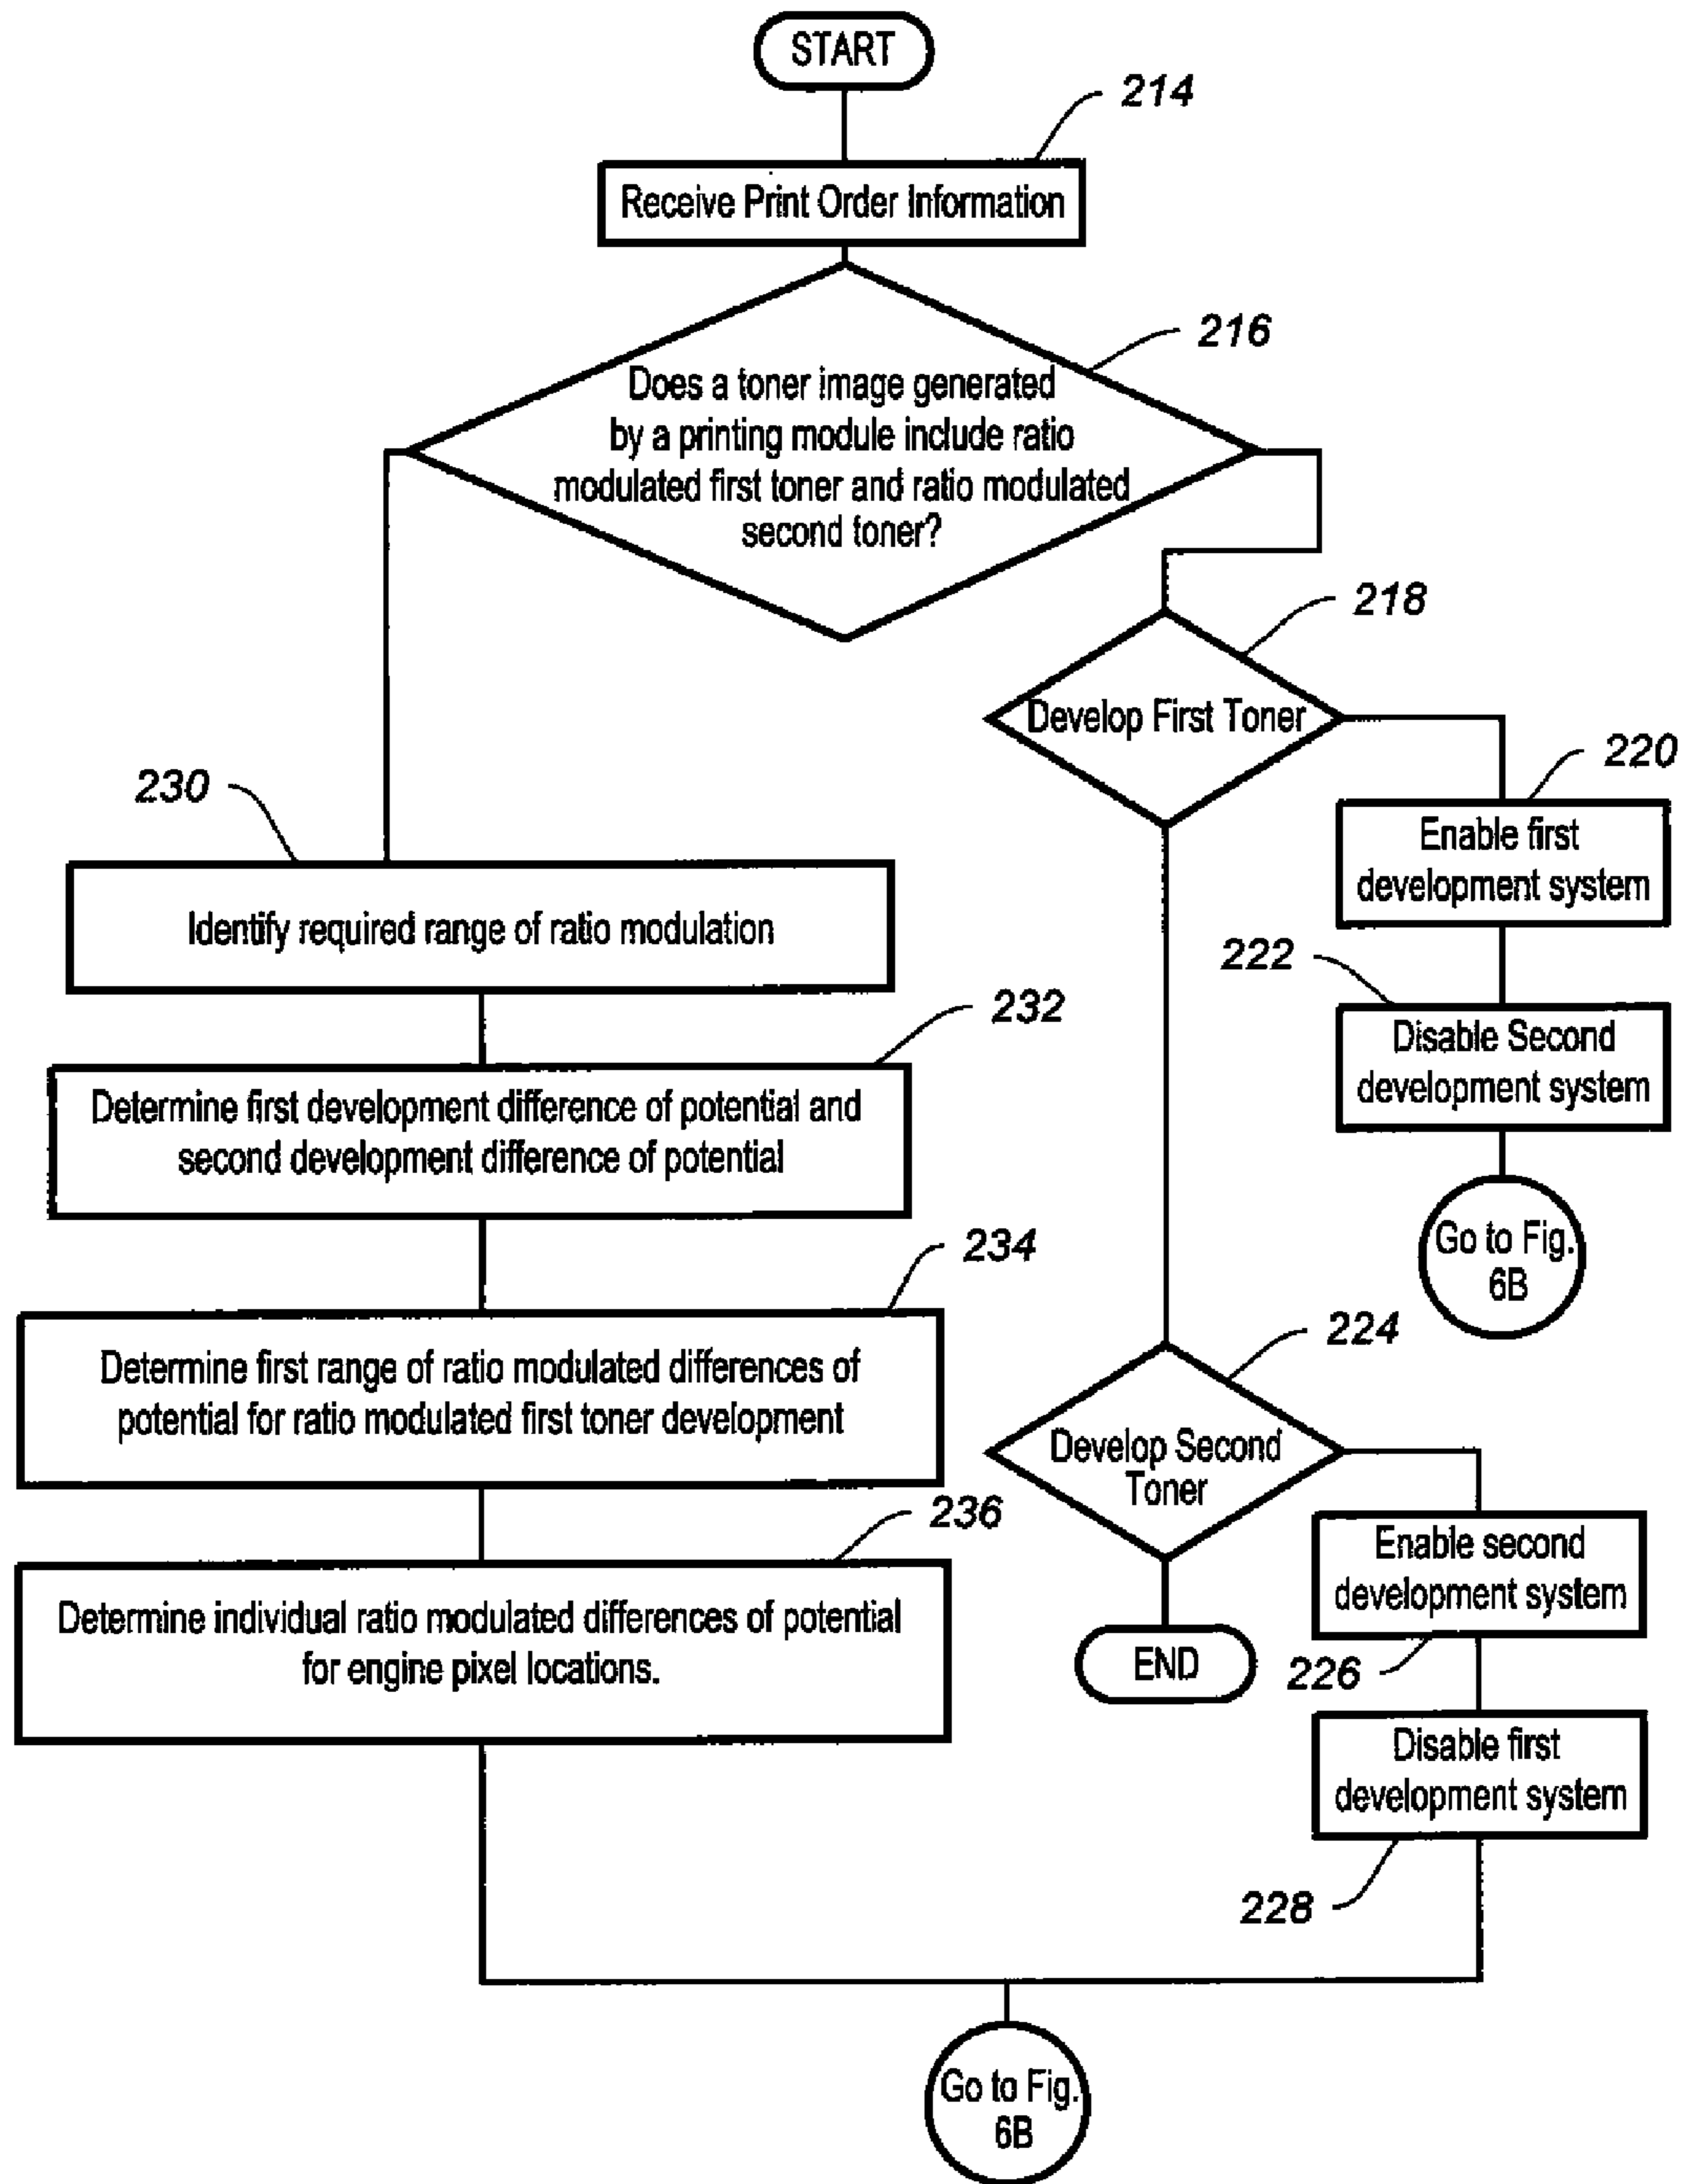 START
214
Receive Print Order Information
216
Does a toner image generated
by a printing module include ratio
modulated first toner and ratio modulated
second toner?
218
Develop First Toner
220
Enable first
development system
222
Disable Second
development system
Go to Fig.
6B
230
Identify required range of ratio modulation
232
Determine first development difference of potential and
second development difference of potential
234
Determine first range of ratio modulated differences of
potential for ratio modulated first toner development
236
Determine individual ratio modulated differences of potential
for engine pixel locations.
224
Develop Second
Toner
END
Enable second
development system
226
Disable first
development system
228
Go to Fig.
6B